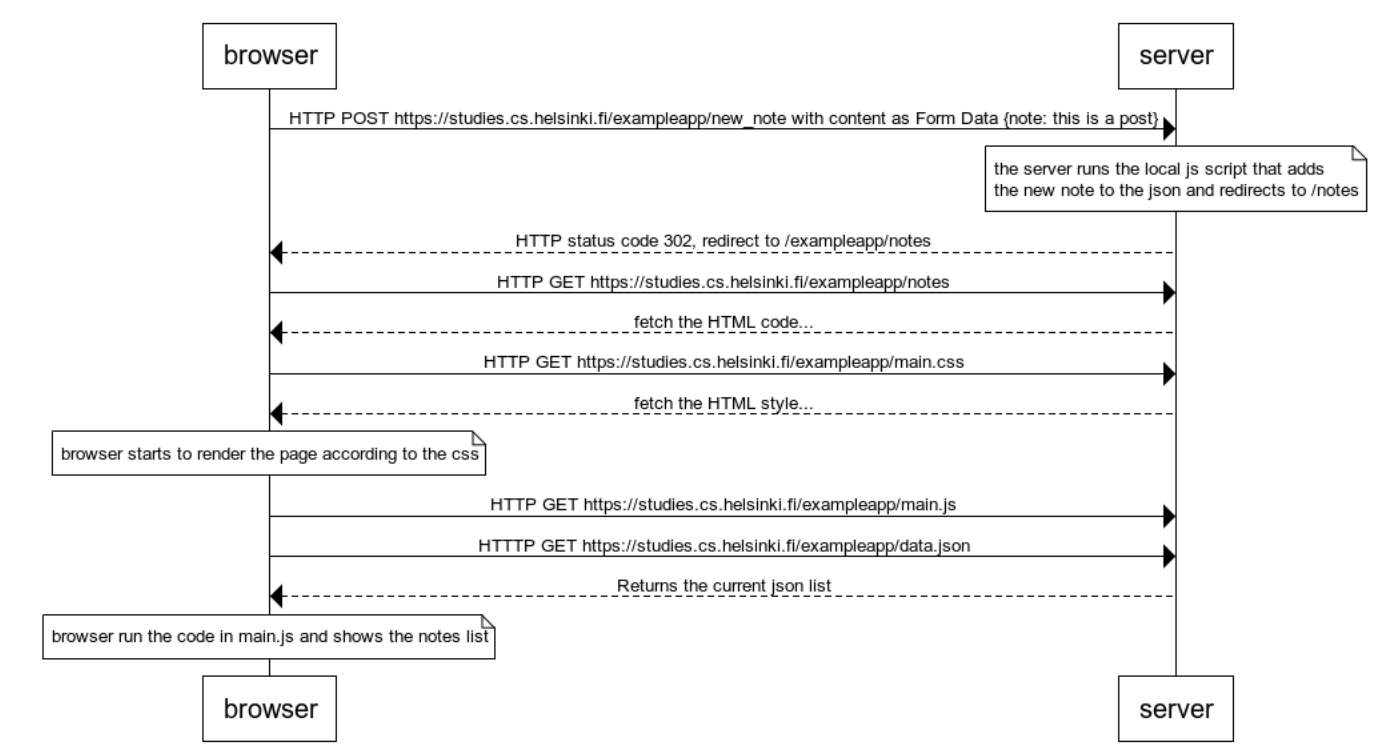 browser
server
HTTP POST https://studies.cs.helsinki.fi/exampleapp/new_note with content as Form Data {note: this is a post}
the server runs the local js script that adds
the new note to the json and redirects to /notes
HTTP status code 302, redirect to /exampleapp/notes
HTTP GET https://studies.cs.helsinki.fi/exampleapp/notes
fetch the HTML code...
HTTP GET https://studies.cs.helsinki.fi/exampleapp/main.css
fetch the HTML style...
browser starts to render the page according to the css
HTTP GET https://studies.cs.helsinki.fi/exampleapp/main.js
HTTTP GET https://studies.cs.helsinki.fi/exampleapp/data.json
Returns the current json list
browser run the code in main.js and shows the notes list
browser
server